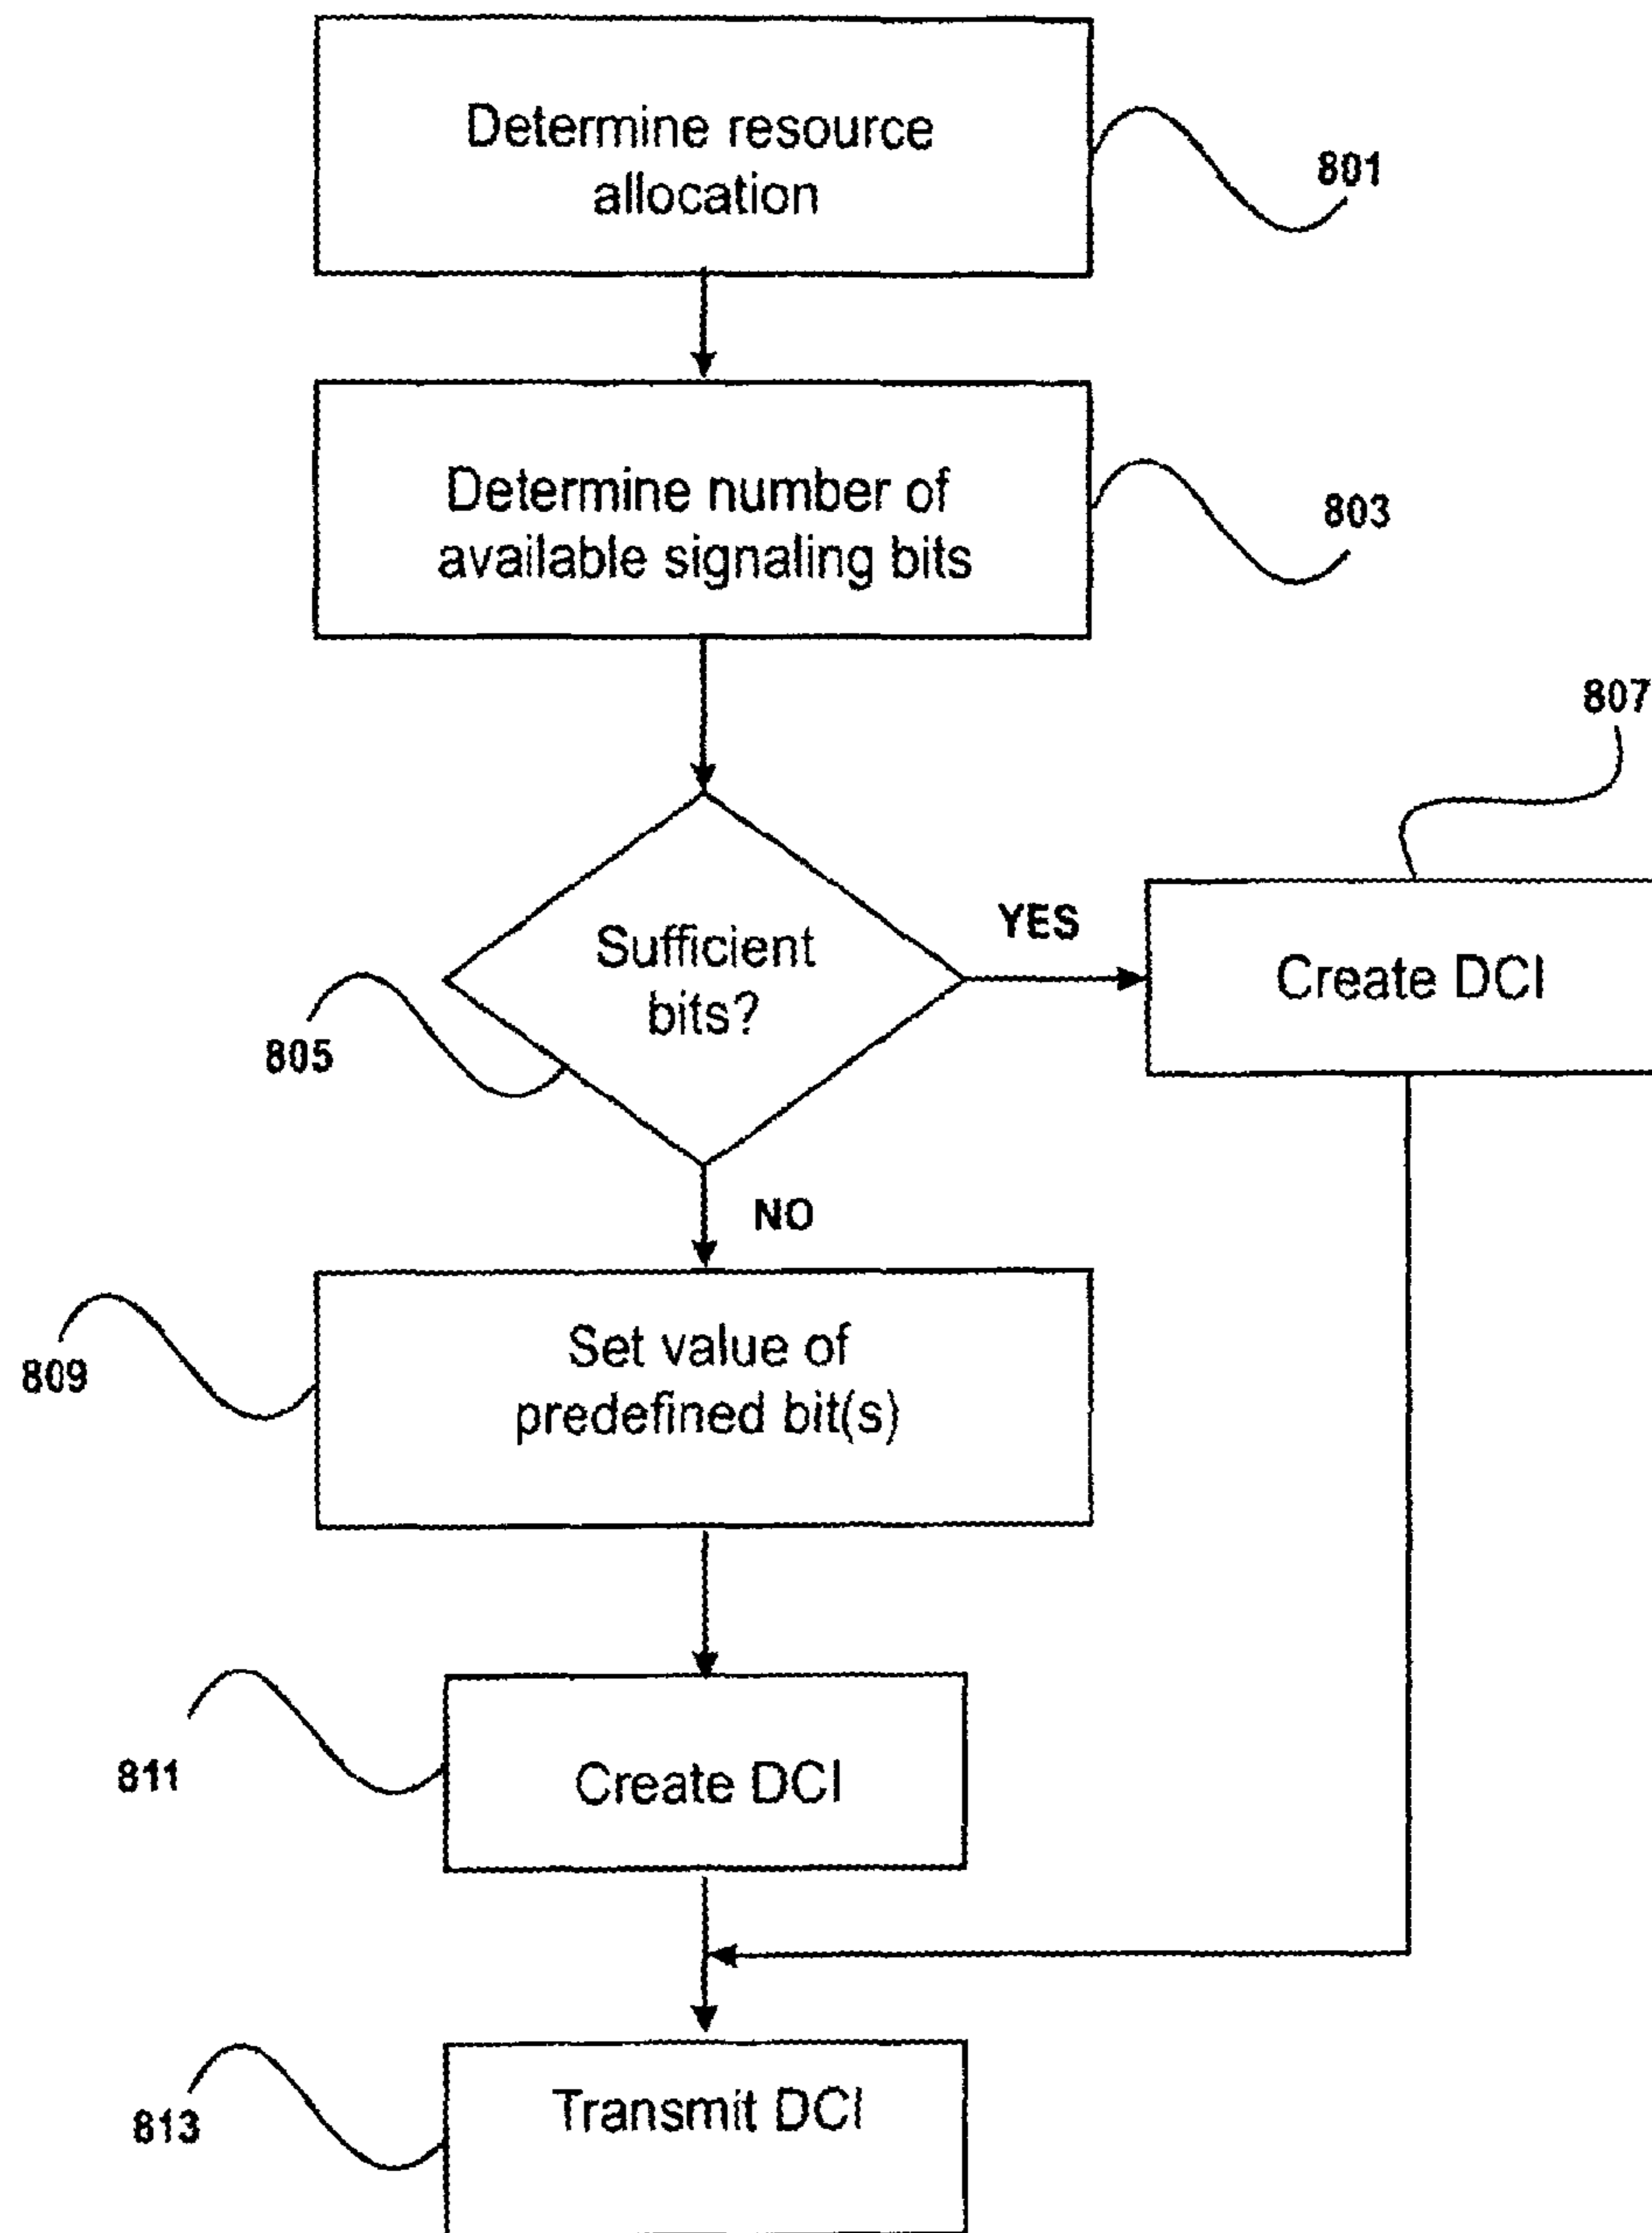 Determine resource
allocation
801
Determine number of
available signaling bits
803
807
Sufficient
bits?
YES
Create DCI
805
NO
Set value of
predefined bit(s)
809
811
Create DCI
Transmit DCI
813